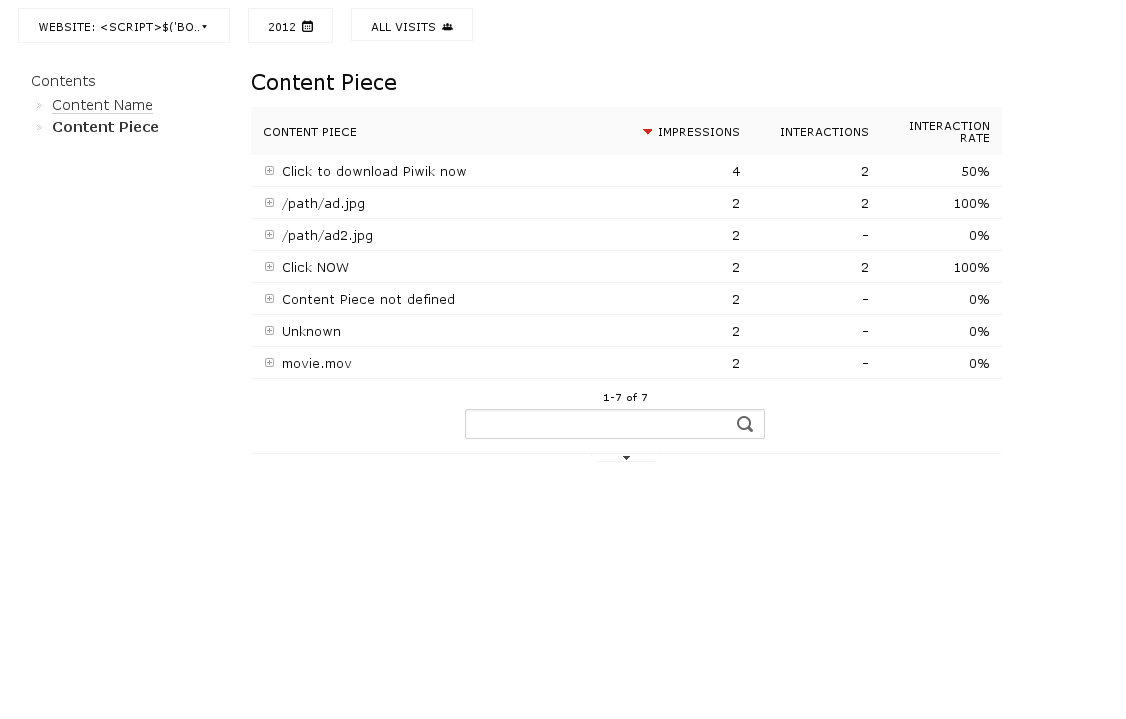 WEBSITE: <SCRIPT>$('BO..
2012
ALL VISITS
Contents
Content Name
Content Piece
Content Piece
CONTENT PIECE IMPRESSIONS INTERACTIONS INTERACTION RATE
Click to download Piwik now 4 2 50%
/path/ad.jpg 2 2 100%
/path/ad2.jpg 2 - 0%
Click NOW 2 2 100%
Content Piece not defined 2 - 0%
Unknown 2 - 0%
movie.mov 2 - 0%
1-7 of 7